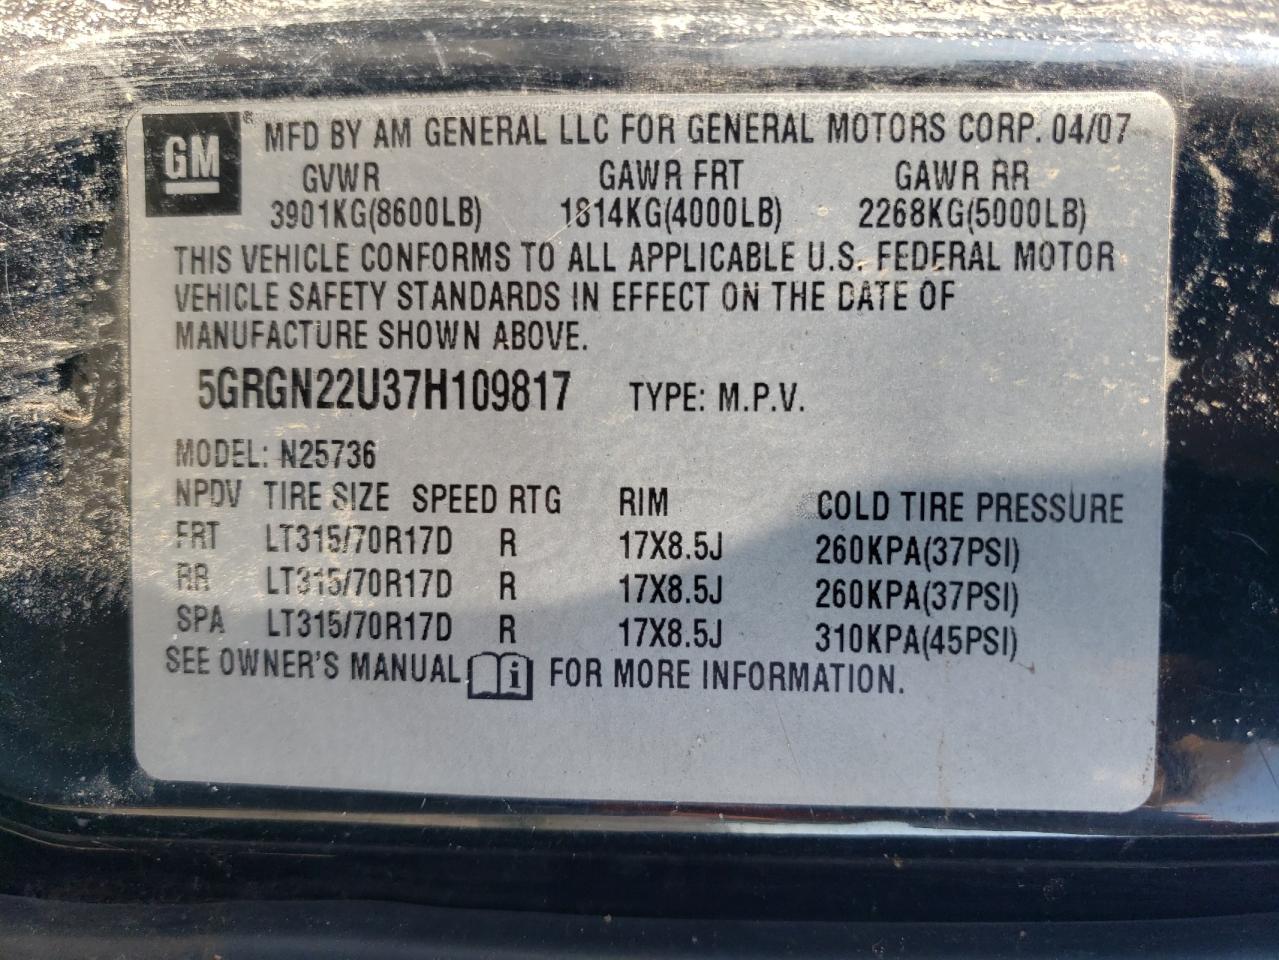 GM ® MFD BY AM GENERAL LLC FOR GENERAL MOTORS CORP. 04/07
GVWR GAWR FRT GAWR RR
3901KG(8600LB) 1814KG(4000LB) 2268KG(5000LB)
THIS VEHICLE CONFORMS TO ALL APPLICABLE U.S. FEDERAL MOTOR
VEHICLE SAFETY STANDARDS IN EFFECT ON THE DATE OF
MANUFACTURE SHOWN ABOVE.
5GRGN22U37H109817 TYPE: M.P.V.
MODEL: N25736
NPDV TIRE SIZE SPEED RTG RIM COLD TIRE PRESSURE
FRT LT315/70R17D R 17X8.5J 260KPA(37PSI)
RR LT315/70R17D R 17X8.5J 260KPA(37PSI)
SPA LT315/70R17D R 17X8.5J 310KPA(45PSI)
SEE OWNER'S MANUAL i FOR MORE INFORMATION.